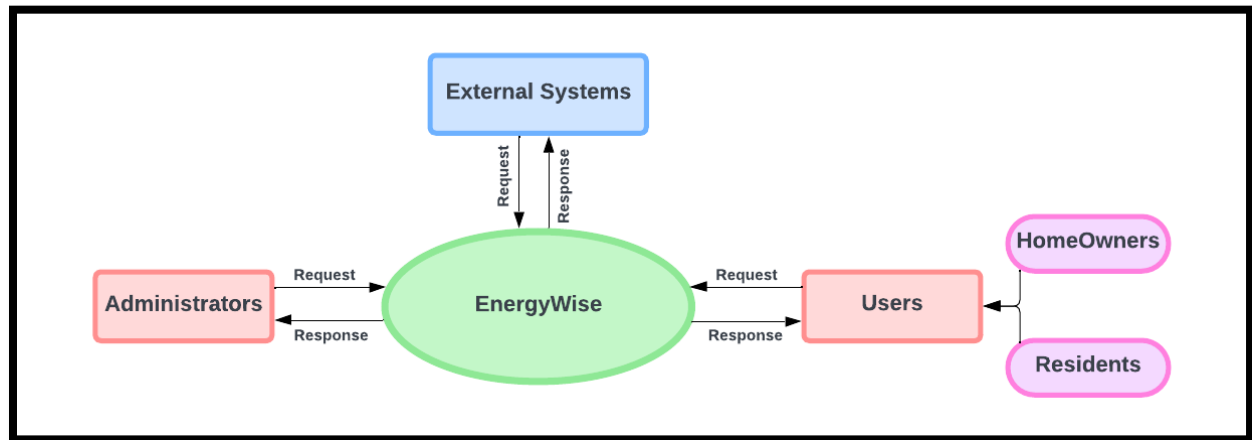 External Systems
Request
Response
HomeOwners
Request
Request
Administrators
EnergyWise
Users
Response
Response
Residents